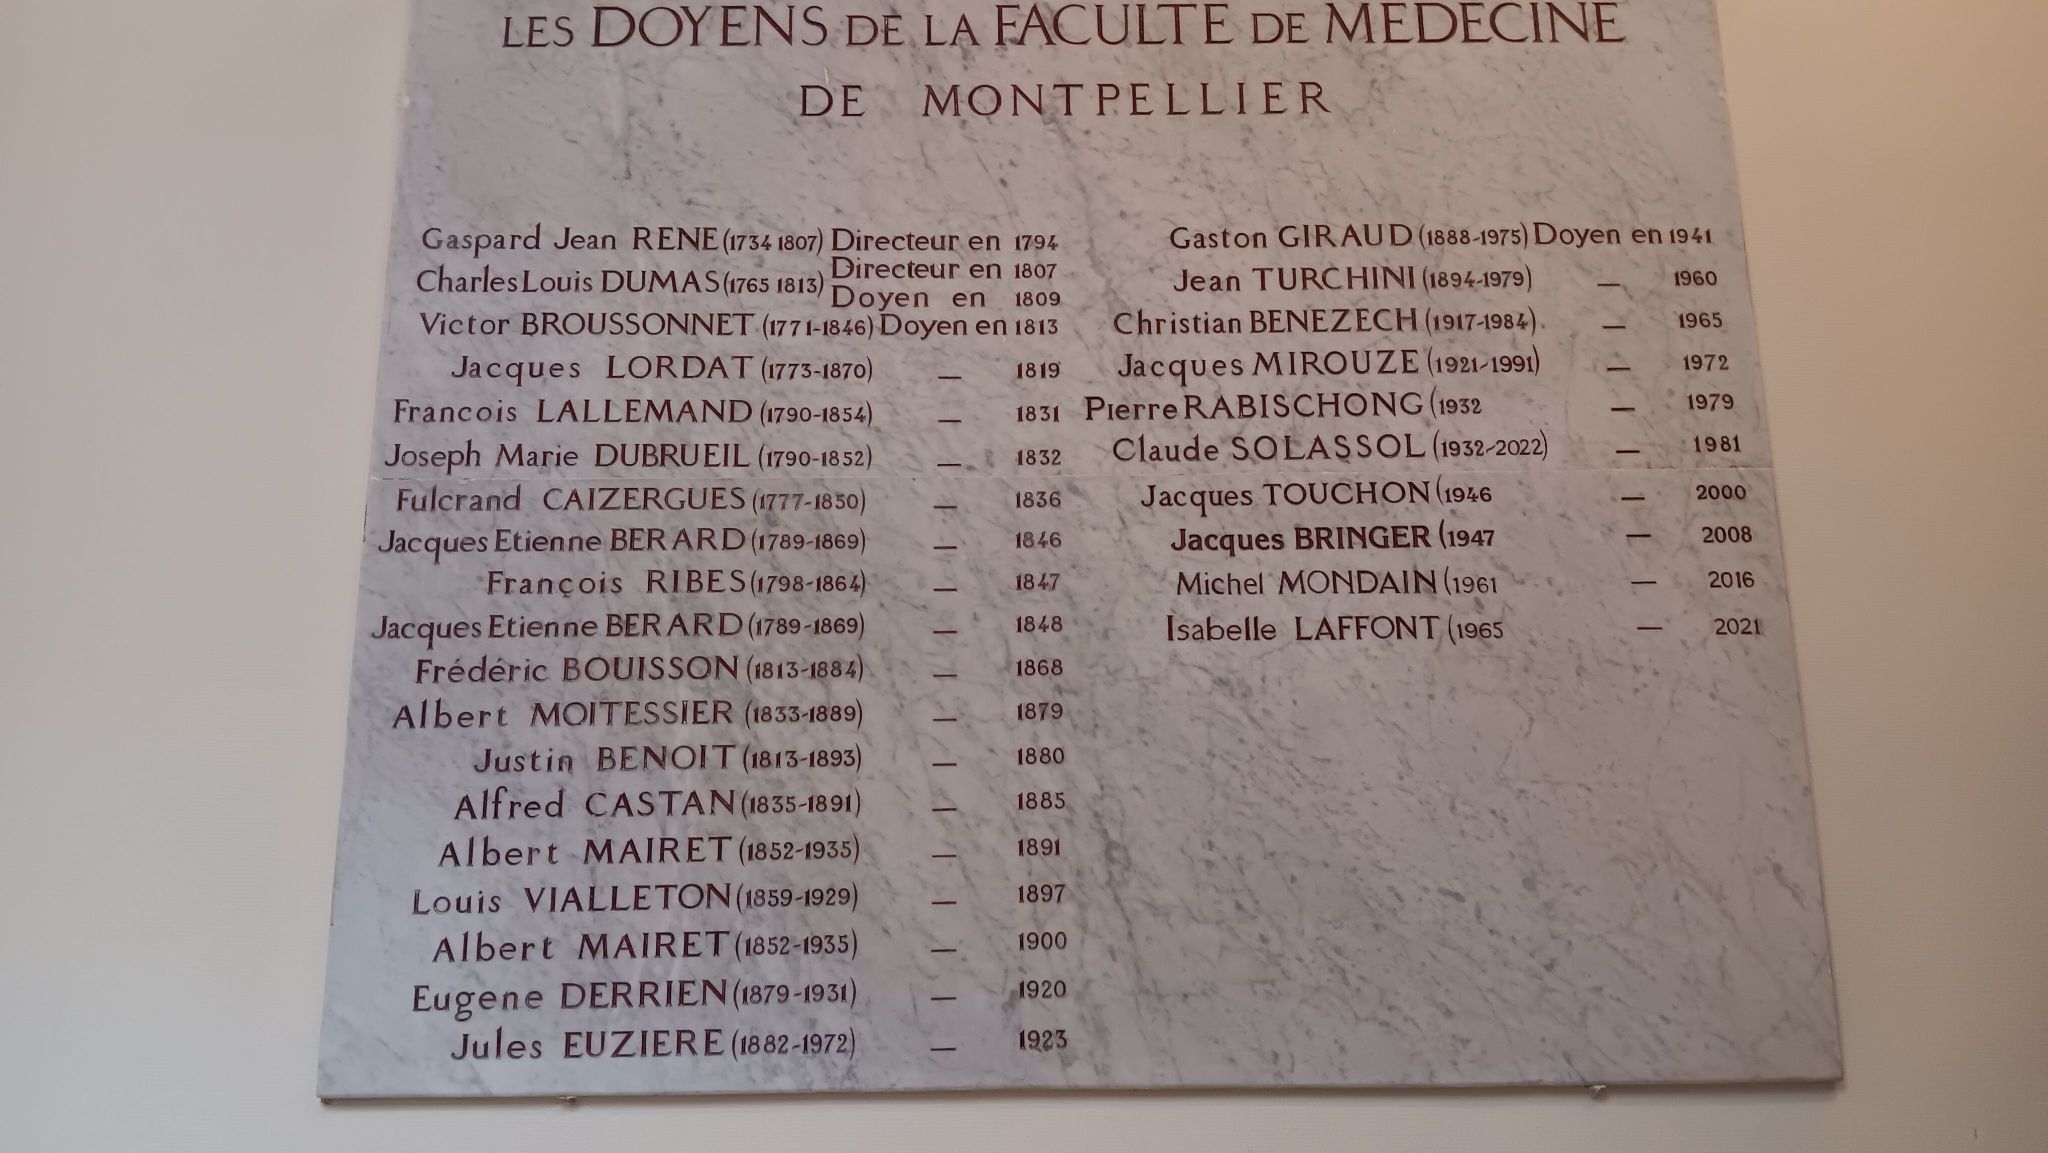 LES DOYENS DE LA FACULTE DE MEDECINE
DE MONTPELLIER
Gaspard Jean RENE (1734 1807) Directeur en 1794
Charles Louis DUMAS (1765 1813) Directeur en 1807
Doyen en 1809
Victor BROUSSONNET (1771-1846) Doyen en 1813
Jacques LORDAT (1773-1870) — 1819
Francois LALLEMAND (1790-1854) — 1831
Joseph Marie DUBRUEIL (1790-1852) — 1832
Fulcrand CAIZERGUES (1777-1850) — 1836
Jacques Etienne BERARD (1789-1869) — 1846
François RIBES (1798-1864) — 1847
Jacques Etienne BERARD (1789-1869) — 1848
Frédéric BOUISSON (1813-1884) — 1868
Albert MOITESSIER (1833-1889) — 1879
Justin BENOIT (1813-1893) — 1880
Alfred CASTAN (1835-1891) — 1885
Albert MAIRET (1852-1935) — 1891
Louis VIALLETON (1859-1929) — 1897
Albert MAIRET (1852-1935) — 1900
Eugene DERRIEN (1879-1931) — 1920
Jules EUZIERE (1882-1972) — 1923
Gaston GIRAUD (1888-1975) Doyen en 1941
Jean TURCHINI (1894-1979) — 1960
Christian BENEZECH (1917-1984). — 1965
Jacques MIROUZE (1921-1991) — 1972
Pierre RABISCHONG (1932 — 1979
Claude SOLASSOL (1932-2022) — 1981
Jacques TOUCHON (1946 — 2000
Jacques BRINGER (1947 — 2008
Michel MONDAIN (1961 — 2016
Isabelle LAFFONT (1965 — 2021